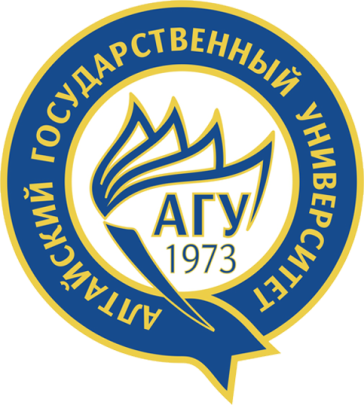 АЛТАЙСКИЙ ГОСУДАРСТВЕННЫЙ УНИВЕРСИТЕТ
АГУ
1973